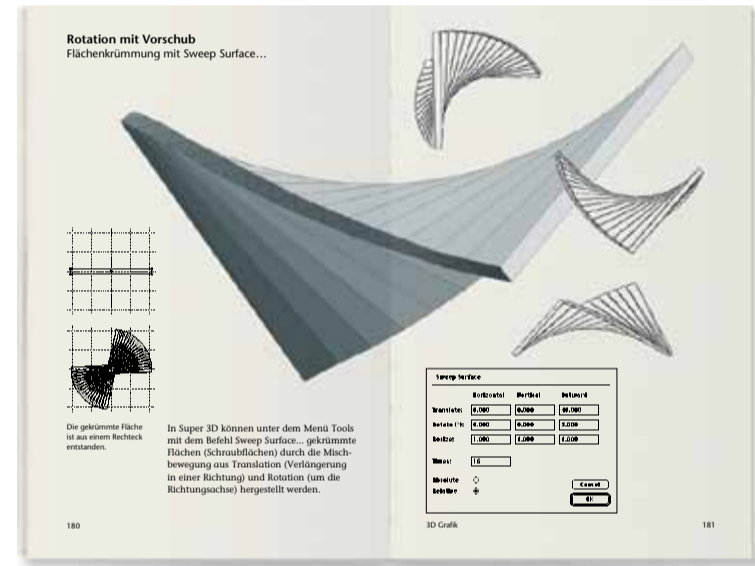 Rotation mit Vorschub
Flächenkrümmung mit Sweep Surface…
Die gekrümmte Fläche
ist aus einem Rechteck
entstanden.
In Super 3D können unter dem Menü Tools
mit dem Befehl Sweep Surface... gekrümmte
Flächen (Schraubflächen) durch die Misch-
bewegung aus Translation (Verlängerung
in einer Richtung) und Rotation (um die
Richtungsachse) hergestellt werden.
180
Sweep Surface
Horizontal Vertical
Translate: 0.000 0.000
Rotate 0.000 0.000
1.000 1.000 1.000
Times: 16
Absolute
Relative
Cancel
OK
3D Grafik
181